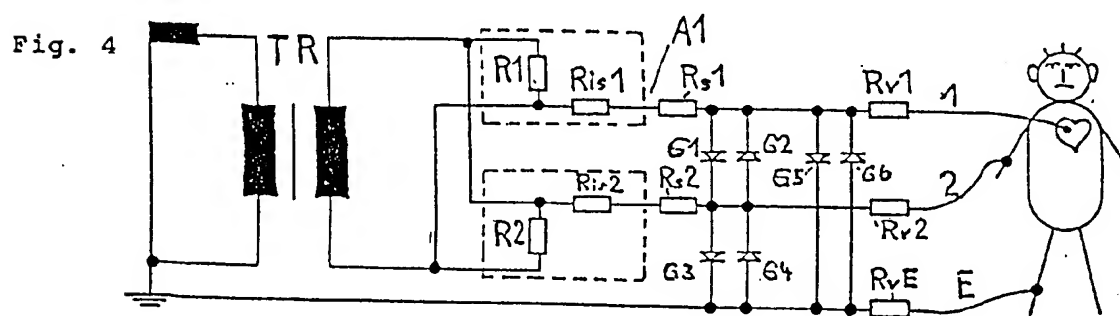 Fig. 4
TR
A1
R1
Ris1
Rs1
Rv1
1
G1
G2
G5
G6
Ris2
Rs2
2
R2
Rv2
G3
G4
RvE
E